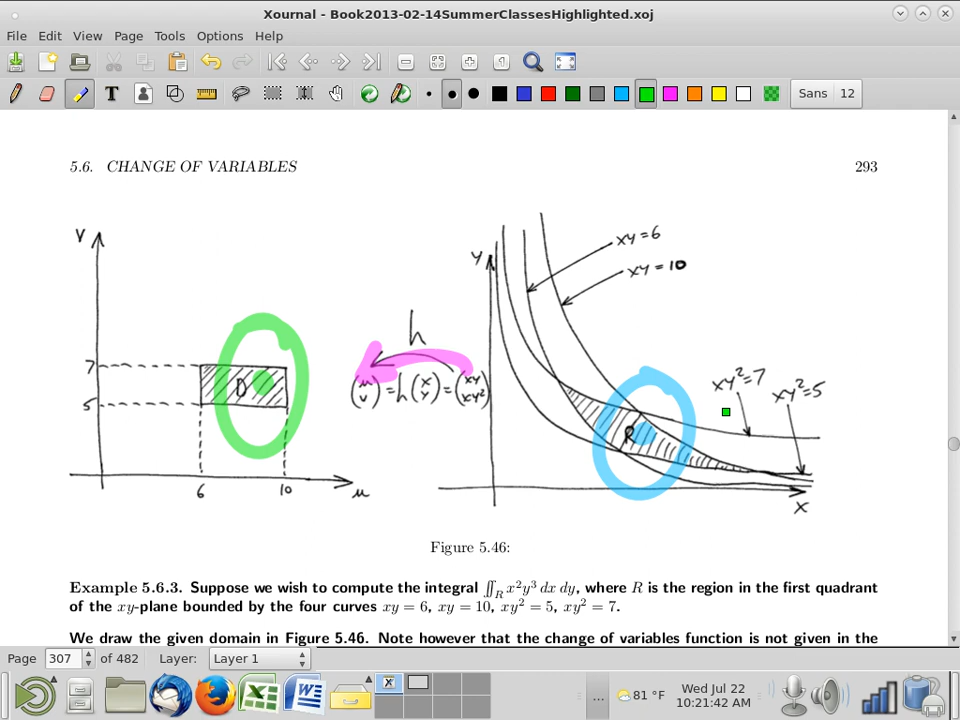 Xournal - Book2013-02-14SummerClassesHighlighted.xoj
File Edit View Page Tools Options Help
Sans 12
5.6. CHANGE OF VARIABLES 293
V
7
5
D
6 10 u
h
(u v) = h (x y) = (xy xy²)
y
xy=6
xy=10
xy²=7
xy²=5
R
x
Figure 5.46:
Example 5.6.3. Suppose we wish to compute the integral ∬_R x²y³ dx dy, where R is the region in the first quadrant
of the xy-plane bounded by the four curves xy = 6, xy = 10, xy² = 5, xy² = 7.
We draw the given domain in Figure 5.46. Note however that the change of variables function is not given in the
Page 307 of 482 Layer: Layer 1
... 81 °F
Wed Jul 22
10:21:42 AM